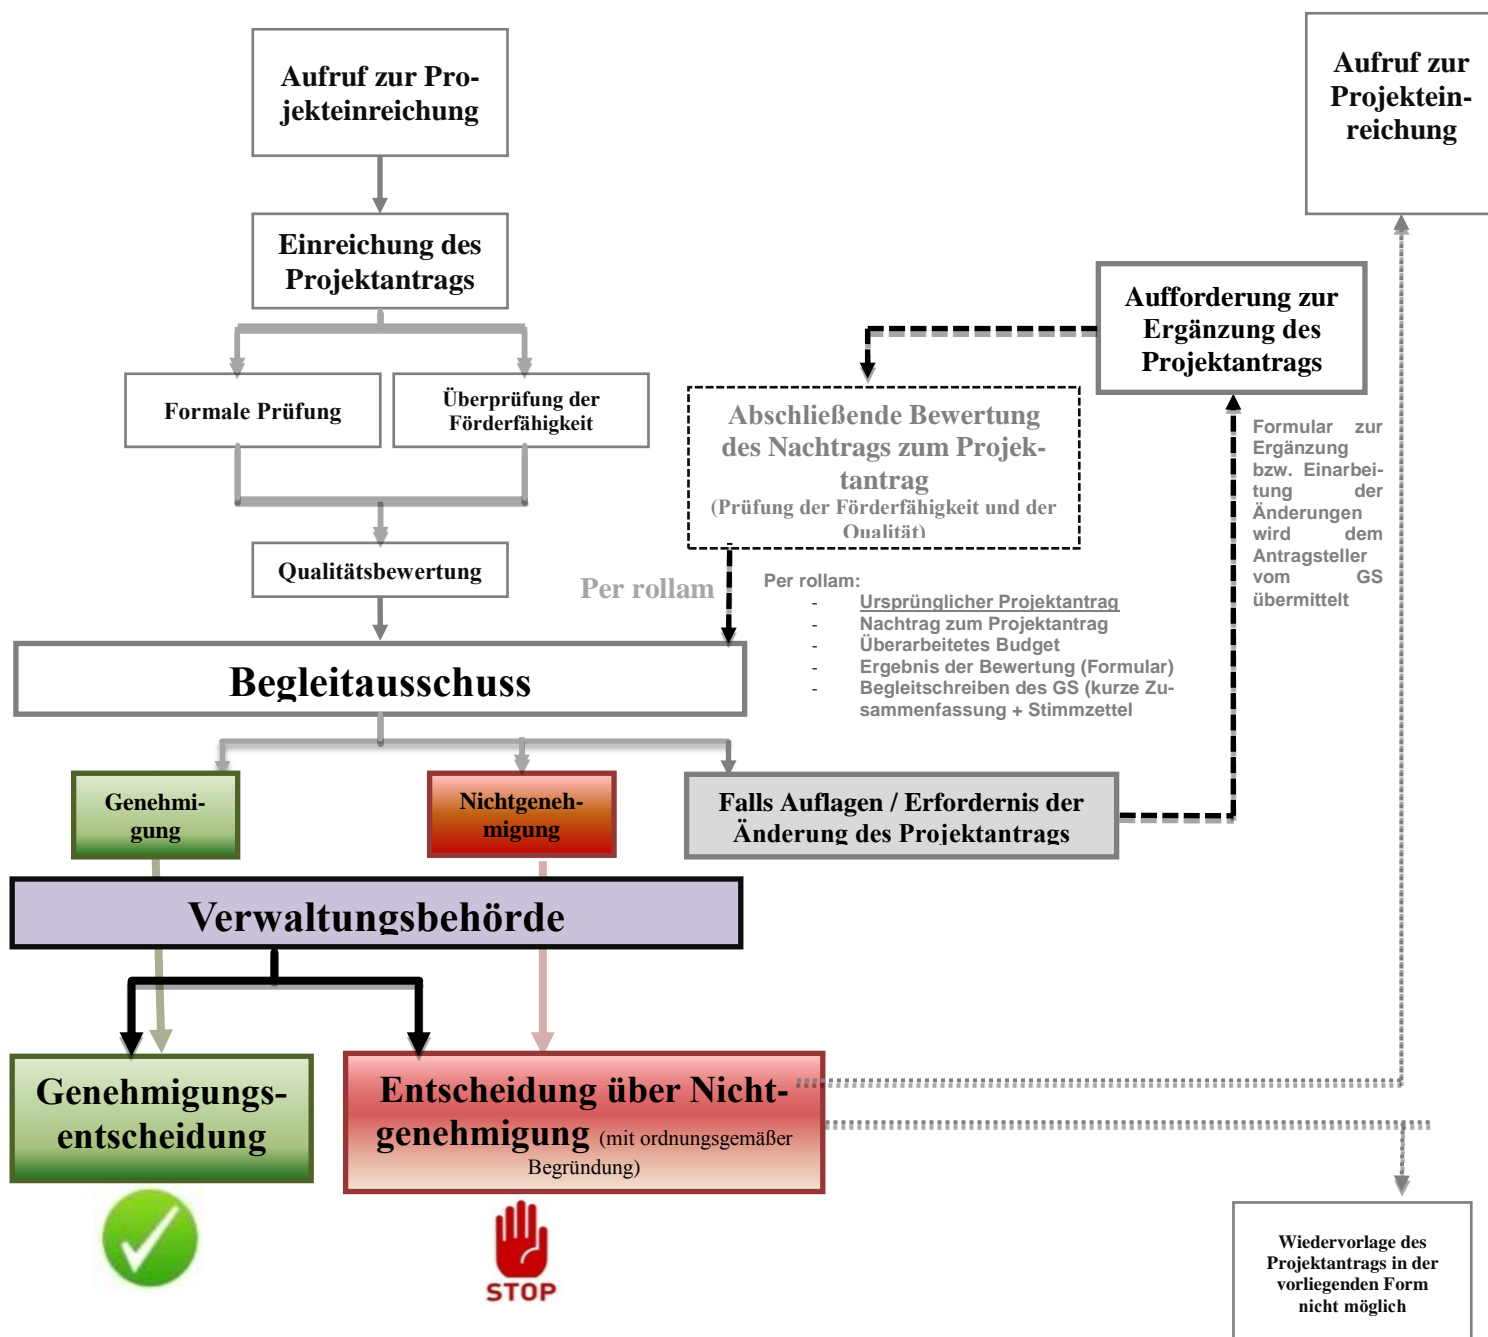 Aufruf zur Pro-
jekteinreichung
Aufruf zur
Projektein-
reichung
Einreichung des
Projektantrags
Aufforderung zur
Ergänzung des
Projektantrags
Formale Prüfung
Überprüfung der
Förderfähigkeit
Abschließende Bewertung
des Nachtrags zum Projek-
tantrag
(Prüfung der Förderfähigkeit und der
Qualität)
Formular zur
Ergänzung
bzw. Einarbei-
tung der
Änderungen
wird dem
Antragsteller
vom GS
übermittelt
Qualitätsbewertung
Per rollam
Per rollam:
- Ursprünglicher Projektantrag
- Nachtrag zum Projektantrag
- Überarbeitetes Budget
- Ergebnis der Bewertung (Formular)
- Begleitschreiben des GS (kurze Zu-
sammenfassung + Stimmzettel
Begleitausschuss
Genehmi-
gung
Nichtgeneh-
migung
Falls Auflagen / Erfordernis der
Änderung des Projektantrags
Verwaltungsbehörde
Genehmigungs-
entscheidung
Entscheidung über Nicht-
genehmigung (mit ordnungsgemäßer
Begründung)
STOP
Wiedervorlage des
Projektantrags in der
vorliegenden Form
nicht möglich